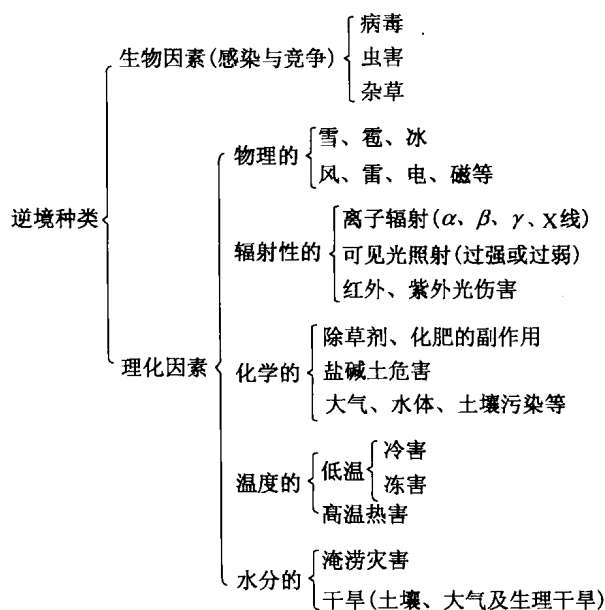 病毒
生物因素(感染与竞争)
虫害
杂草
雪、雹、冰
物理的
风、雷、电、磁等
逆境种类
离子辐射(α、β、γ、X线)
辐射性的
可见光照射(过强或过弱)
红外、紫外光伤害
除草剂、化肥的副作用
理化因素
化学的
盐碱土危害
大气、水体、土壤污染等
冷害
低温
温度的
冻害
高温热害
淹涝灾害
水分的
干旱(土壤、大气及生理干旱)